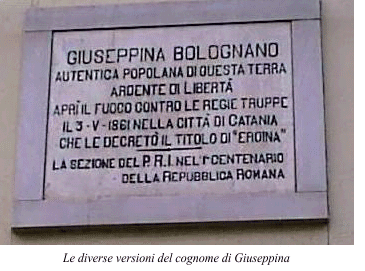 GIUSEPPINA BOLOGNANO
AUTENTICA POPOLANA DI QUESTA TERRA
ARDENTE DI LIBERTÀ
APRÌ IL FUOCO CONTRO LE REGIE TRUPPE
IL 3-V-1861 NELLA CITTÀ DI CATANIA
CHE LE DECRETÒ IL TITOLO DI "EROINA"
LA SEZIONE DEL P.R.I. NEL 1° CENTENARIO
DELLA REPUBBLICA ROMANA
Le diverse versioni del cognome di Giuseppina